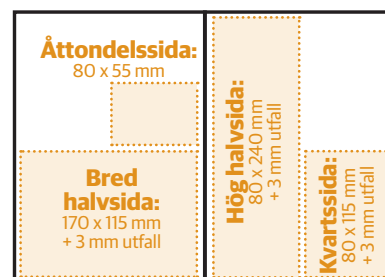 Åttondelssida:
80 x 55 mm
Bred
halvsida:
170 x 115 mm
+ 3 mm utfall
Hög halvsida:
80 x 240 mm
+ 3 mm utfall
Kvartssida:
80 x 115 mm
+ 3 mm utfall